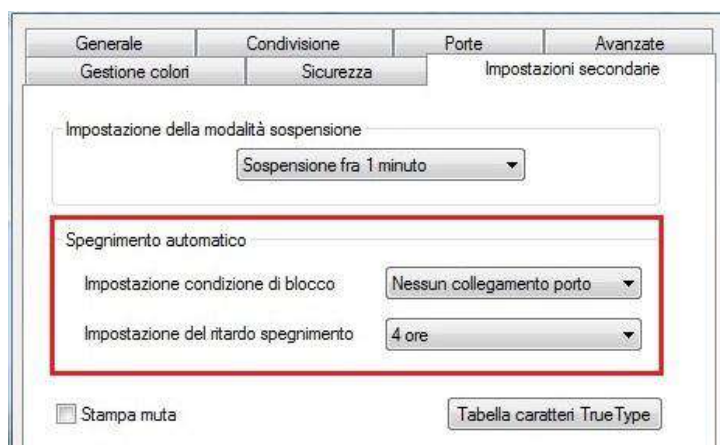 Generale Condivisione Porte Avanzate
Gestione colori Sicurezza Impostazioni secondarie
Impostazione della modalità sospensione
Sospensione fra 1 minuto
Spegnimento automatico
Impostazione condizione di blocco Nessun collegamento porto
Impostazione del ritardo spegnimento 4 ore
Stampa muta Tabella caratteri TrueType